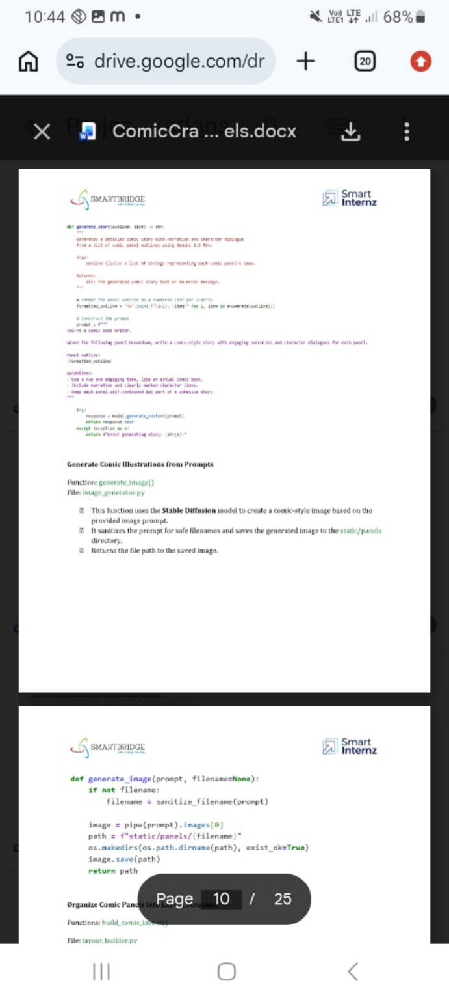 10:44
Vo)) LTE
LTE1
68%
drive.google.com/dr
20
ComicCra ... els.docx
SMARTBRIDGE
Smart
Internz
def generate_story(outline: list) -> str:
"""
Generates a detailed comic story with narration and character dialogue
from a list of comic panel outlines using Gemini
Args:
outline (list): A list of strings representing each comic panel's idea.
Returns:
str: The generated comic story text or an error message.
"""
# Format the panel outline as a numbered list for clarity
formatted_outline = "\n".join([f"{i+1}. {item}" for i, item in enumerate(outline)])
# Construct the prompt
prompt = f"""
You're a comic book writer.
Given the following panel breakdown, write a comic-style story with engaging narration and character dialogues for each panel.
Panel outline:
{formatted_outline}
Guidelines:
- Use a fun and engaging tone, like an actual comic book.
- Include narration and clearly marked character lines.
- Keep each panel self-contained but part of a cohesive story.
"""
try:
response = model.generate_content(prompt)
return response.text
except Exception as e:
return f"Error generating story: {str(e)}"
Generate Comic Illustrations from Prompts
Function: generate_image()
File: image_generator.py
This function uses the Stable Diffusion model to create a comic-style image based on the
provided image prompt.
It sanitizes the prompt for safe filenames and saves the generated image to the static/panels
directory.
Returns the file path to the saved image.
SMARTBRIDGE
Smart
Internz
def generate_image(prompt, filename=None):
if not filename:
filename = sanitize_filename(prompt)
image = pipe(prompt).images[0]
path = f"static/panels/{filename}"
os.makedirs(os.path.dirname(path), exist_ok=True)
image.save(path)
return path
Page 10 / 25
Organize Comic Panels into
Functions: build_comic_layout()
File: layout_builder.py